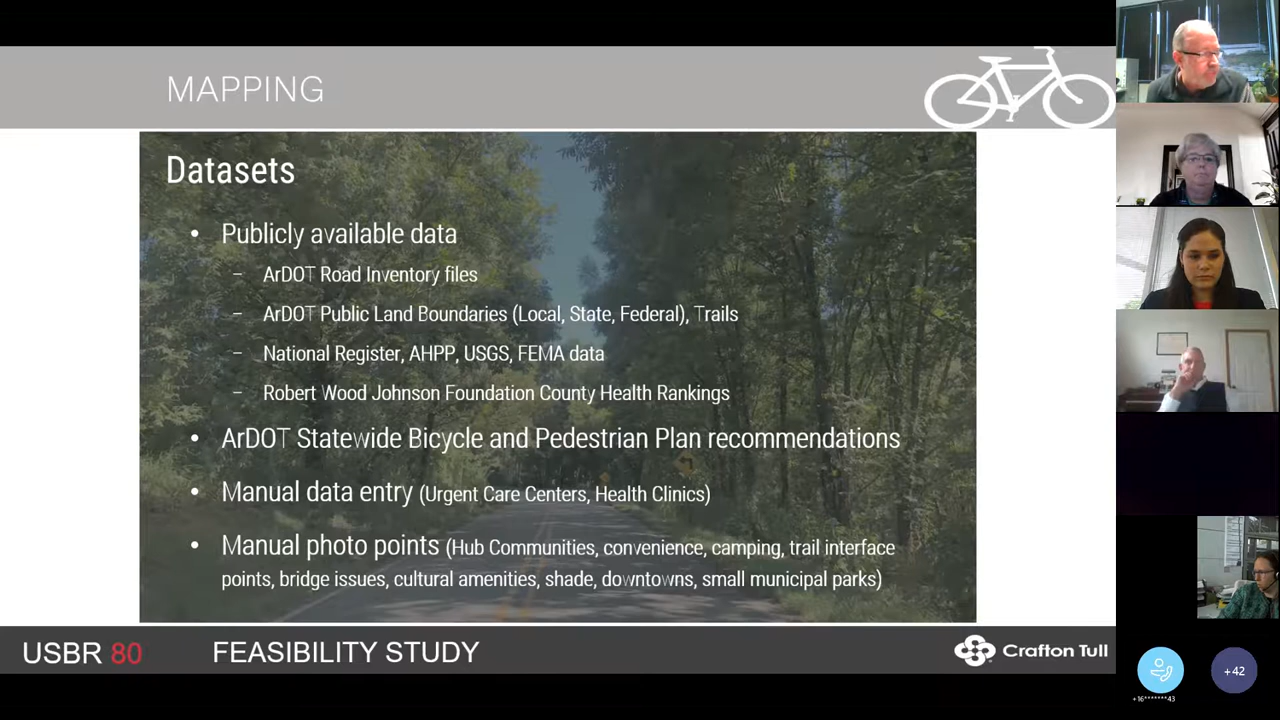 MAPPING
Datasets
• Publicly available data
– ArDOT Road Inventory files
– ArDOT Public Land Boundaries (Local, State, Federal), Trails
– National Register, AHPP, USGS, FEMA data
– Robert Wood Johnson Foundation County Health Rankings
• ArDOT Statewide Bicycle and Pedestrian Plan recommendations
• Manual data entry (Urgent Care Centers, Health Clinics)
• Manual photo points (Hub Communities, convenience, camping, trail interface
points, bridge issues, cultural amenities, shade, downtowns, small municipal parks)
USBR 80 FEASIBILITY STUDY
Crafton Tull
+42
+16*******43